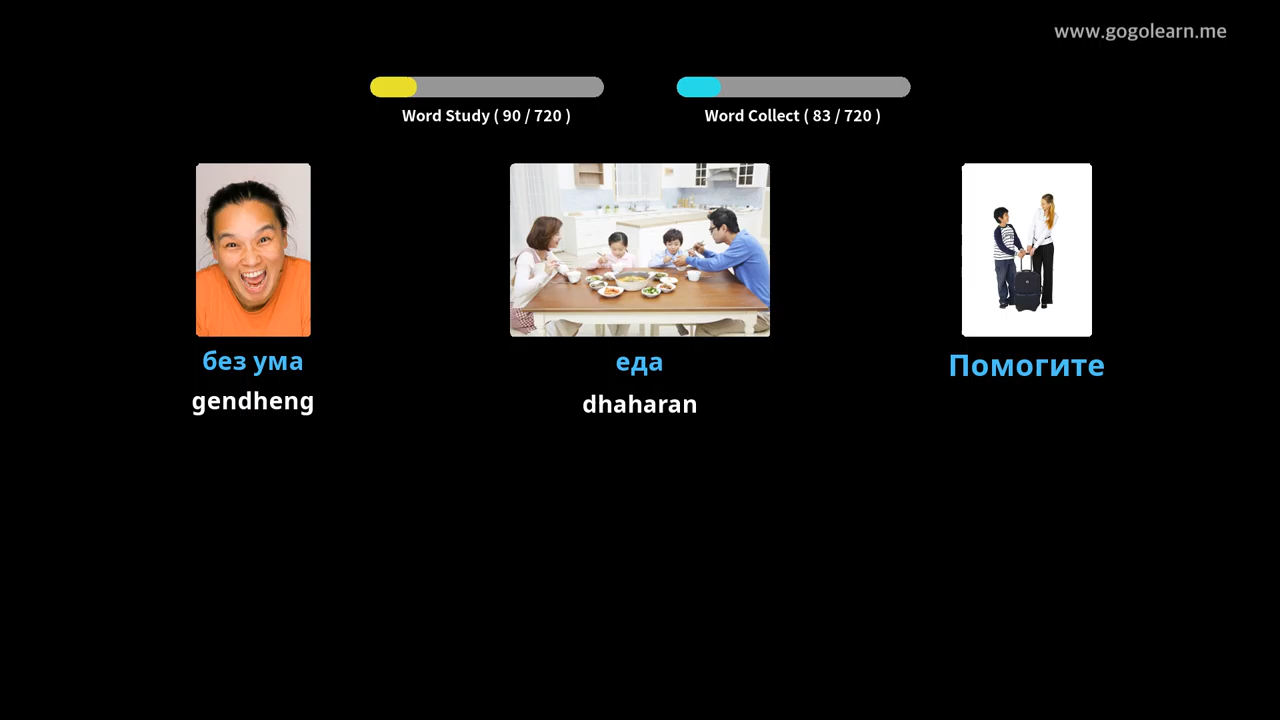 www.gogolearn.me
Word Study ( 90 / 720 )
Word Collect ( 83 / 720 )
без ума
gendheng
еда
dhaharan
Помогите